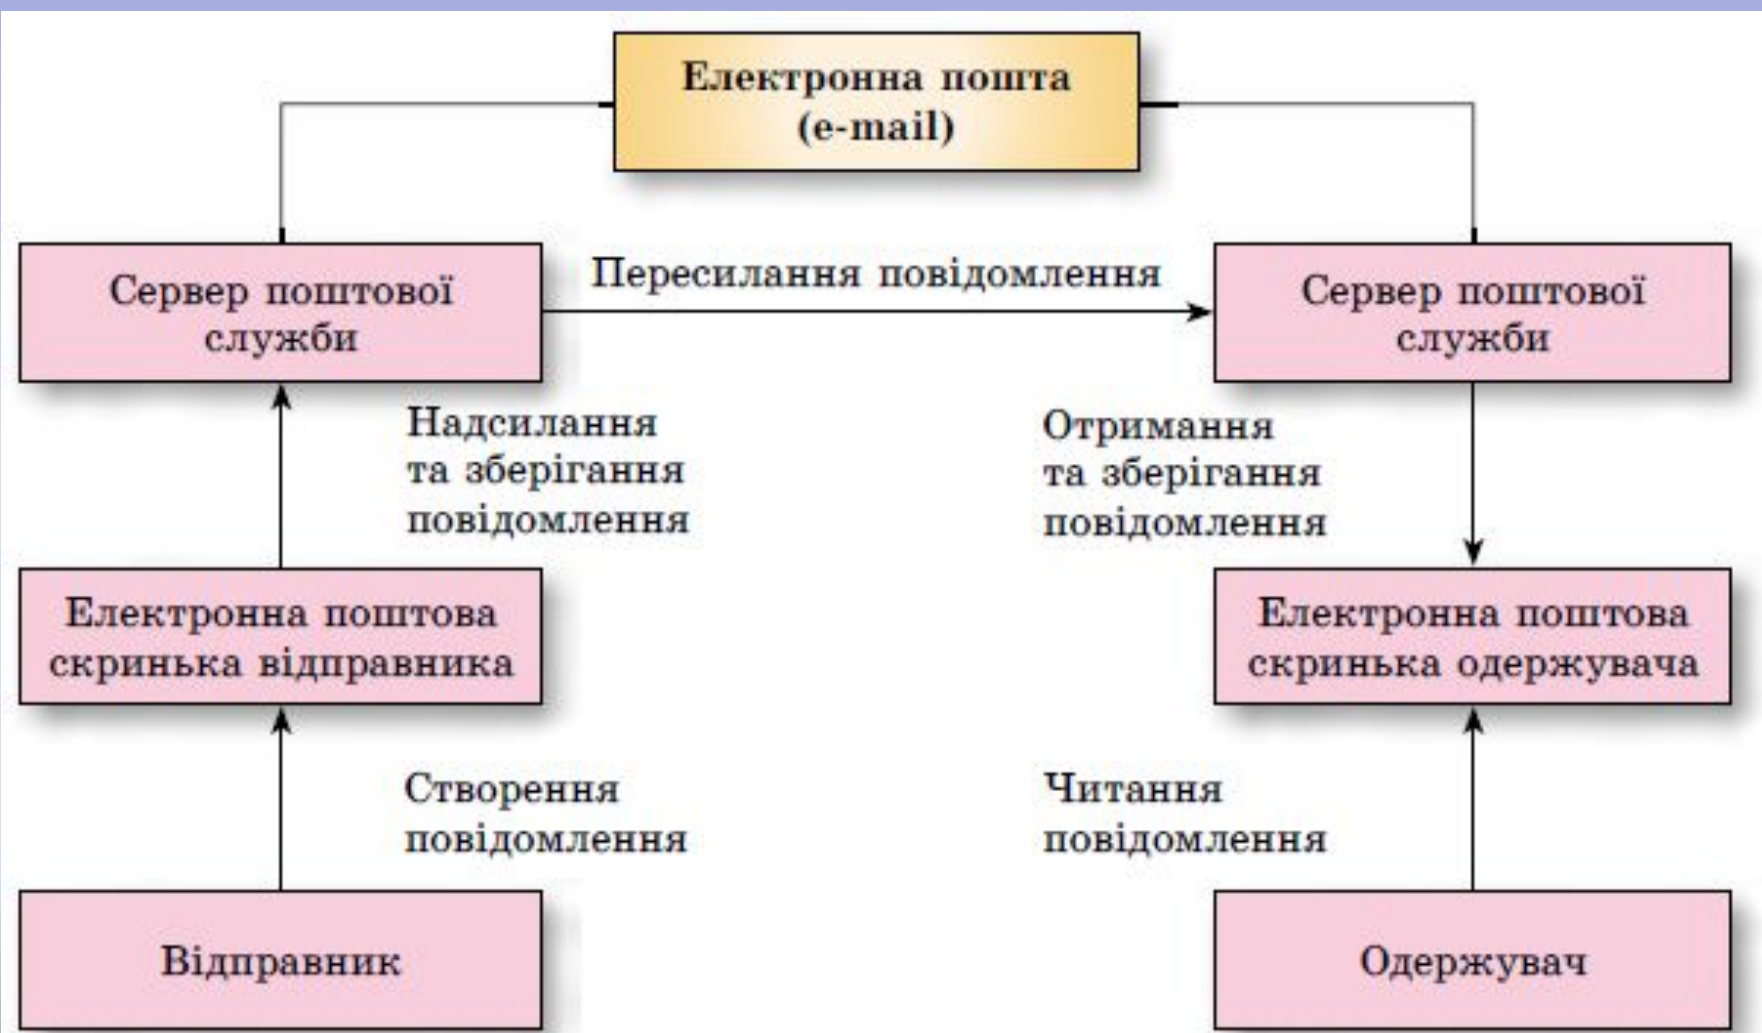 Електронна пошта
(e-mail)
Сервер поштової
служби
Пересилання повідомлення
Сервер поштової
служби
Надсилання
та зберігання
повідомлення
Отримання
та зберігання
повідомлення
Електронна поштова
скринька відправника
Електронна поштова
скринька одержувача
Створення
повідомлення
Читання
повідомлення
Відправник
Одержувач